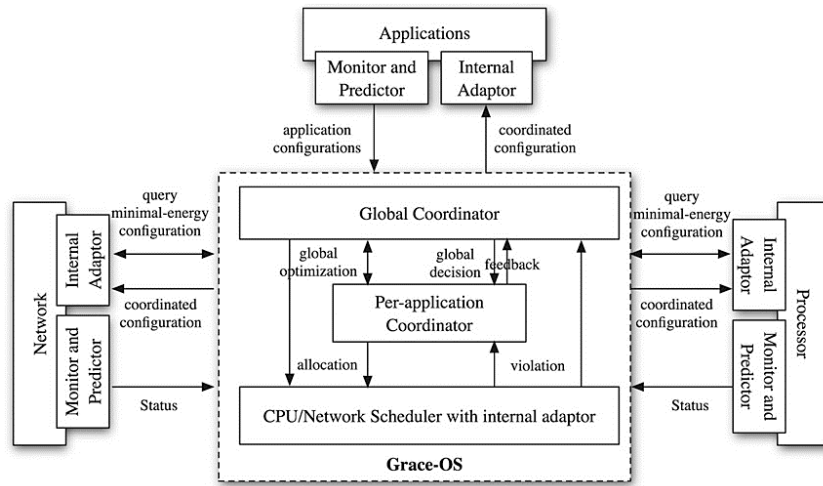 Applications
Monitor and
Predictor
Internal
Adaptor
application
configurations
coordinated
configuration
query
minimal-energy
configuration
coordinated
configuration
Status
Network
Internal
Adaptor
Monitor and
Predictor
Global Coordinator
global
optimization
global
decision
feedback
Per-application
Coordinator
allocation
violation
CPU/Network Scheduler with internal adaptor
Grace-OS
query
minimal-energy
configuration
coordinated
configuration
Status
Internal
Adaptor
Monitor and
Predictor
Processor